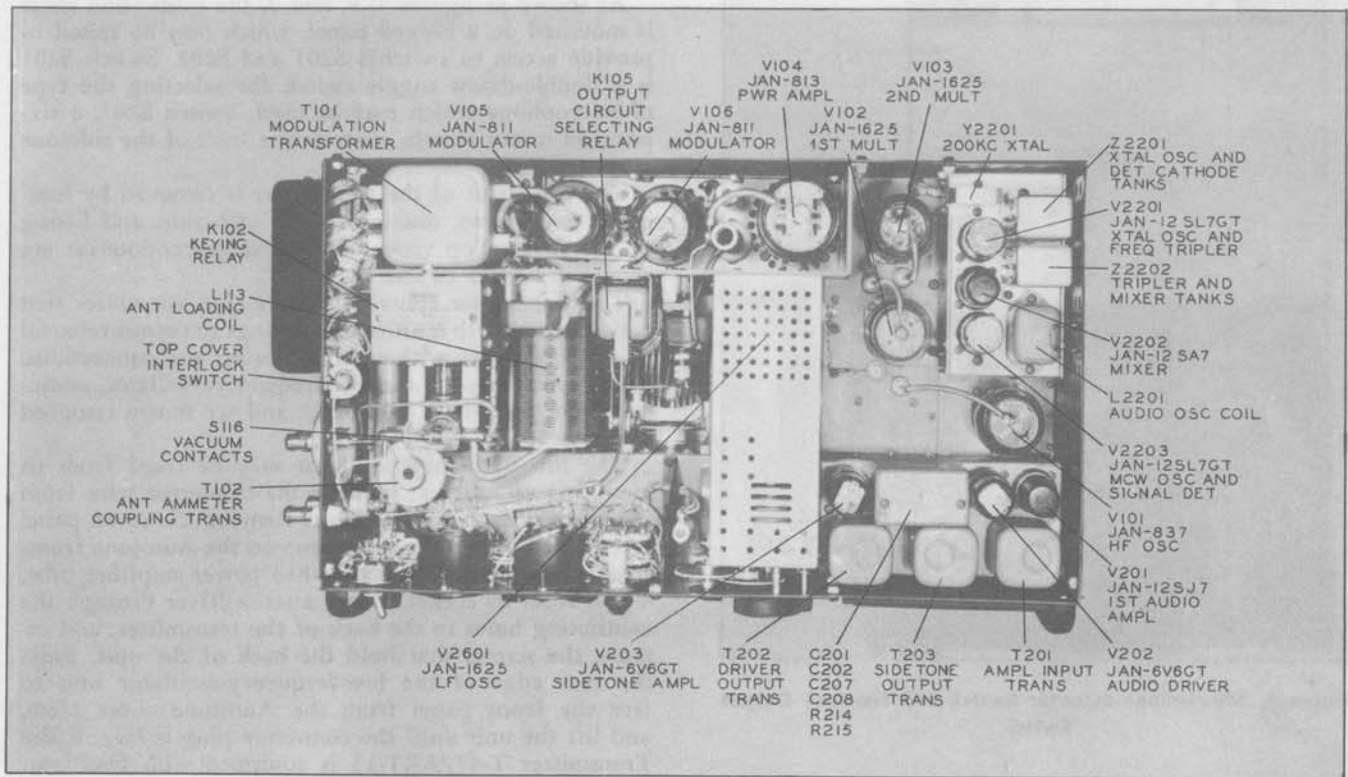 T101
MODULATION
TRANSFORMER
V105
JAN-811
MODULATOR
K105
OUTPUT
CIRCUIT
SELECTING
RELAY
V106
JAN-811
MODULATOR
V104
JAN-813
PWR AMPL
V102
JAN-1625
1ST MULT
V103
JAN-1625
2ND MULT
Y2201
200KC XTAL
Z2201
XTAL OSC AND
DET CATHODE
TANKS
V2201
JAN-12 SL7GT
XTAL OSC AND
FREQ TRIPLER
Z2202
TRIPLER AND
MIXER TANKS
V2202
JAN-12 SA7
MIXER
L2201
AUDIO OSC COIL
V2203
JAN-12SL7GT
MCW OSC AND
SIGNAL DET
V101
JAN-837
HF OSC
V201
JAN-12SJ7
1ST AUDIO
AMPL
V202
JAN-6V6GT
AUDIO DRIVER
K102
KEYING
RELAY
L113
ANT LOADING
COIL
TOP COVER
INTERLOCK
SWITCH
S116
VACUUM
CONTACTS
T102
ANT AMMETER
COUPLING TRANS
V2601
JAN-1625
LF OSC
V203
JAN-6V6GT
SIDETONE AMPL
T202
DRIVER
OUTPUT
TRANS
C201
C202
C207
C208
R214
R215
T203
SIDETONE
OUTPUT
TRANS
T201
AMPL INPUT
TRANS